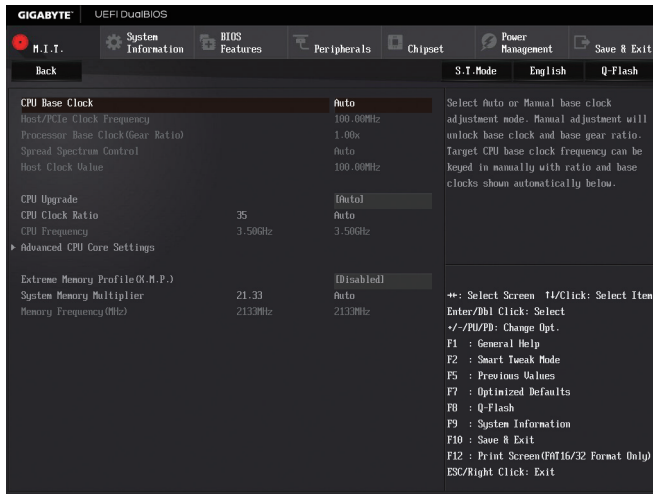 GIGABYTE™ UEFI DualBIOS
M.I.T. System Information BIOS Features Peripherals Chipset Power Management Save & Exit
Back S.T.Mode English Q-Flash
CPU Base Clock Auto
Host/PCIe Clock Frequency 100.00MHz
Processor Base Clock(Gear Ratio) 1.00x
Spread Spectrum Control Auto
Host Clock Value 100.00MHz
CPU Upgrade [Auto]
CPU Clock Ratio 35 Auto
CPU Frequency 3.50GHz 3.50GHz
Advanced CPU Core Settings
Extreme Memory Profile(X.M.P.) [Disabled]
System Memory Multiplier 21.33 Auto
Memory Frequency(MHz) 2133MHz 2133MHz
Select Auto or Manual base clock
adjustment mode. Manual adjustment will
unlock base clock and base gear ratio.
Target CPU base clock frequency can be
keyed in manually with ratio and base
clocks shown automatically below.
→←: Select Screen ↑↓/Click: Select Item
Enter/Dbl Click: Select
+/-/PU/PD: Change Opt.
F1 : General Help
F2 : Smart Tweak Mode
F5 : Previous Values
F7 : Optimized Defaults
F8 : Q-Flash
F9 : System Information
F10 : Save & Exit
F12 : Print Screen(FAT16/32 Format Only)
ESC/Right Click: Exit